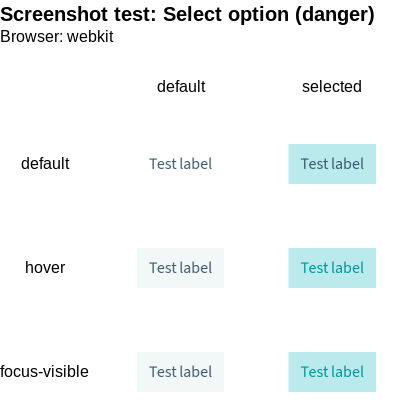 Screenshot test: Select option (danger)
Browser: webkit
default selected
default Test label Test label
hover Test label Test label
focus-visible Test label Test label